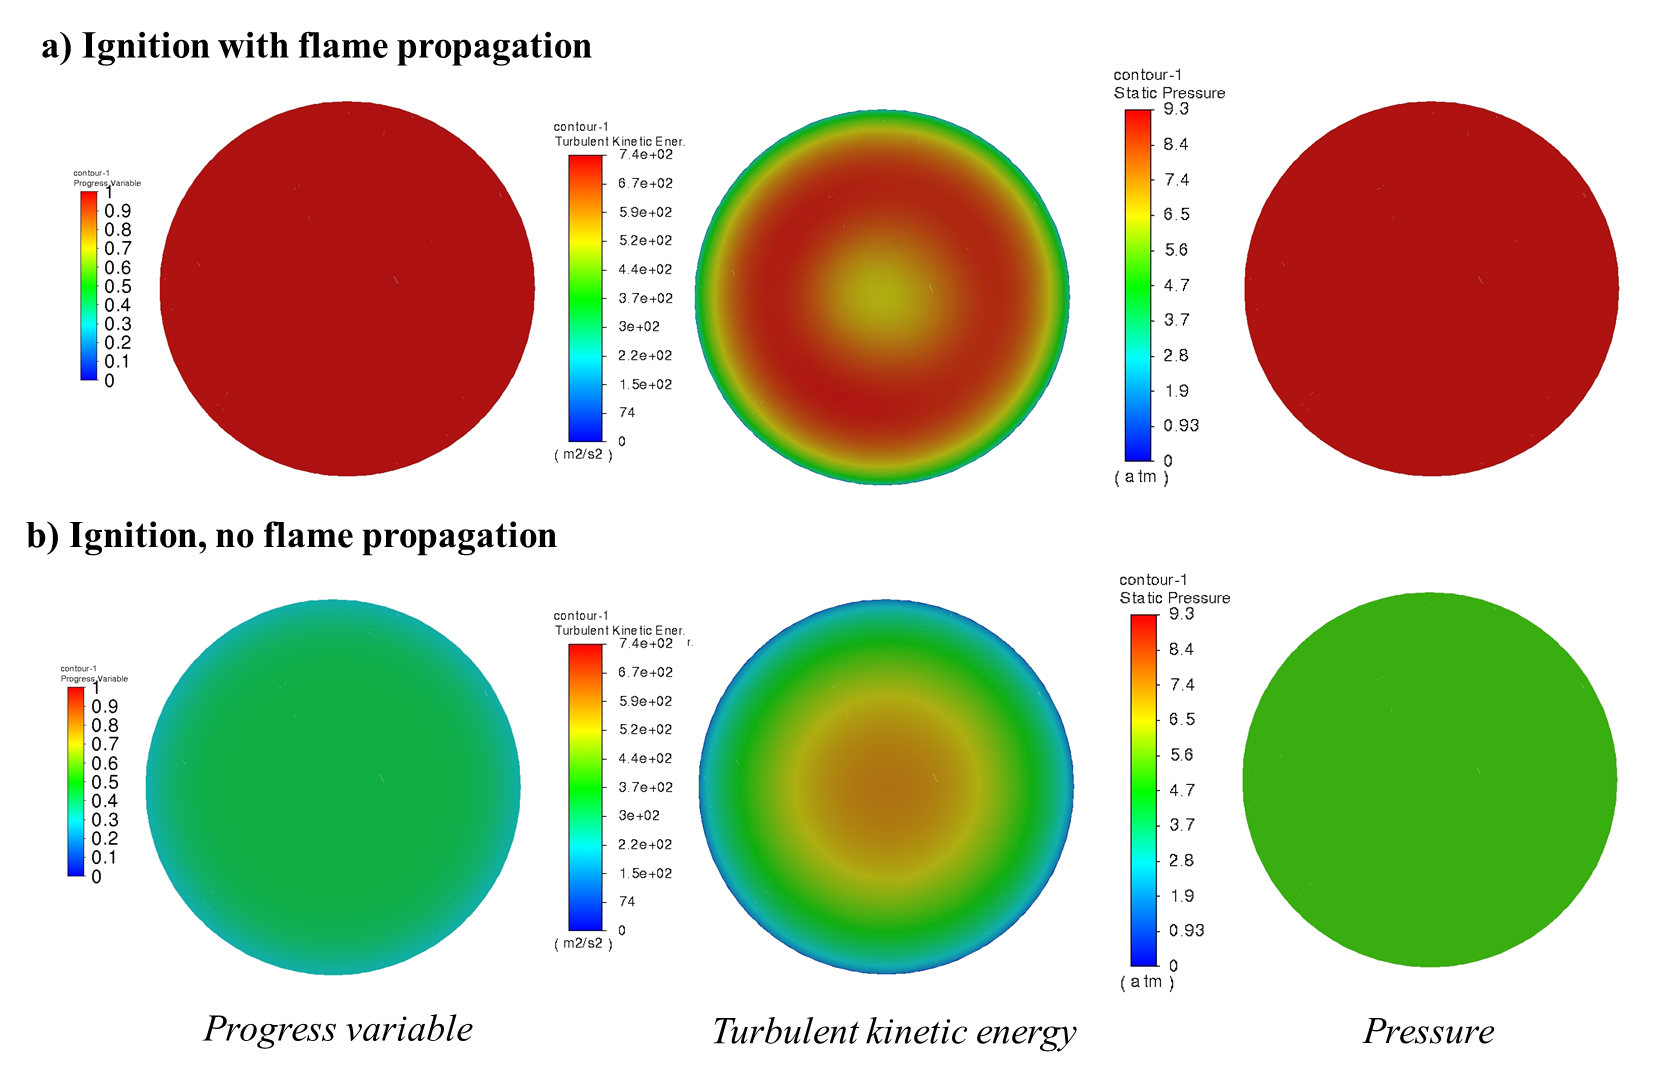 a) Ignition with flame propagation
contour-1
Progress Variable
1
0.9
0.8
0.7
0.6
0.5
0.4
0.3
0.2
0.1
0
contour-1
Turbulent Kinetic Ener.
7.4e+02
6.7e+02
5.9e+02
5.2e+02
4.4e+02
3.7e+02
3e+02
2.2e+02
1.5e+02
74
0
( m2/s2 )
contour-1
Static Pressure
9.3
8.4
7.4
6.5
5.6
4.7
3.7
2.8
1.9
0.93
0
( atm )
b) Ignition, no flame propagation
contour-1
Progress Variable
1
0.9
0.8
0.7
0.6
0.5
0.4
0.3
0.2
0.1
0
contour-1
Turbulent Kinetic Ener.
7.4e+02 r.
6.7e+02
5.9e+02
5.2e+02
4.4e+02
3.7e+02
3e+02
2.2e+02
1.5e+02
74
0
( m2/s2 )
contour-1
Static Pressure
9.3
8.4
7.4
6.5
5.6
4.7
3.7
2.8
1.9
0.93
0
( atm )
Progress variable
Turbulent kinetic energy
Pressure